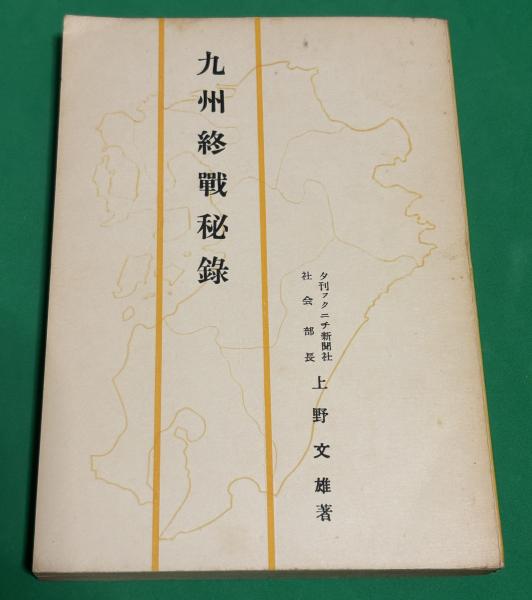 九州終戰秘錄
夕刊フクニチ新聞社
社会部長
上野文雄著